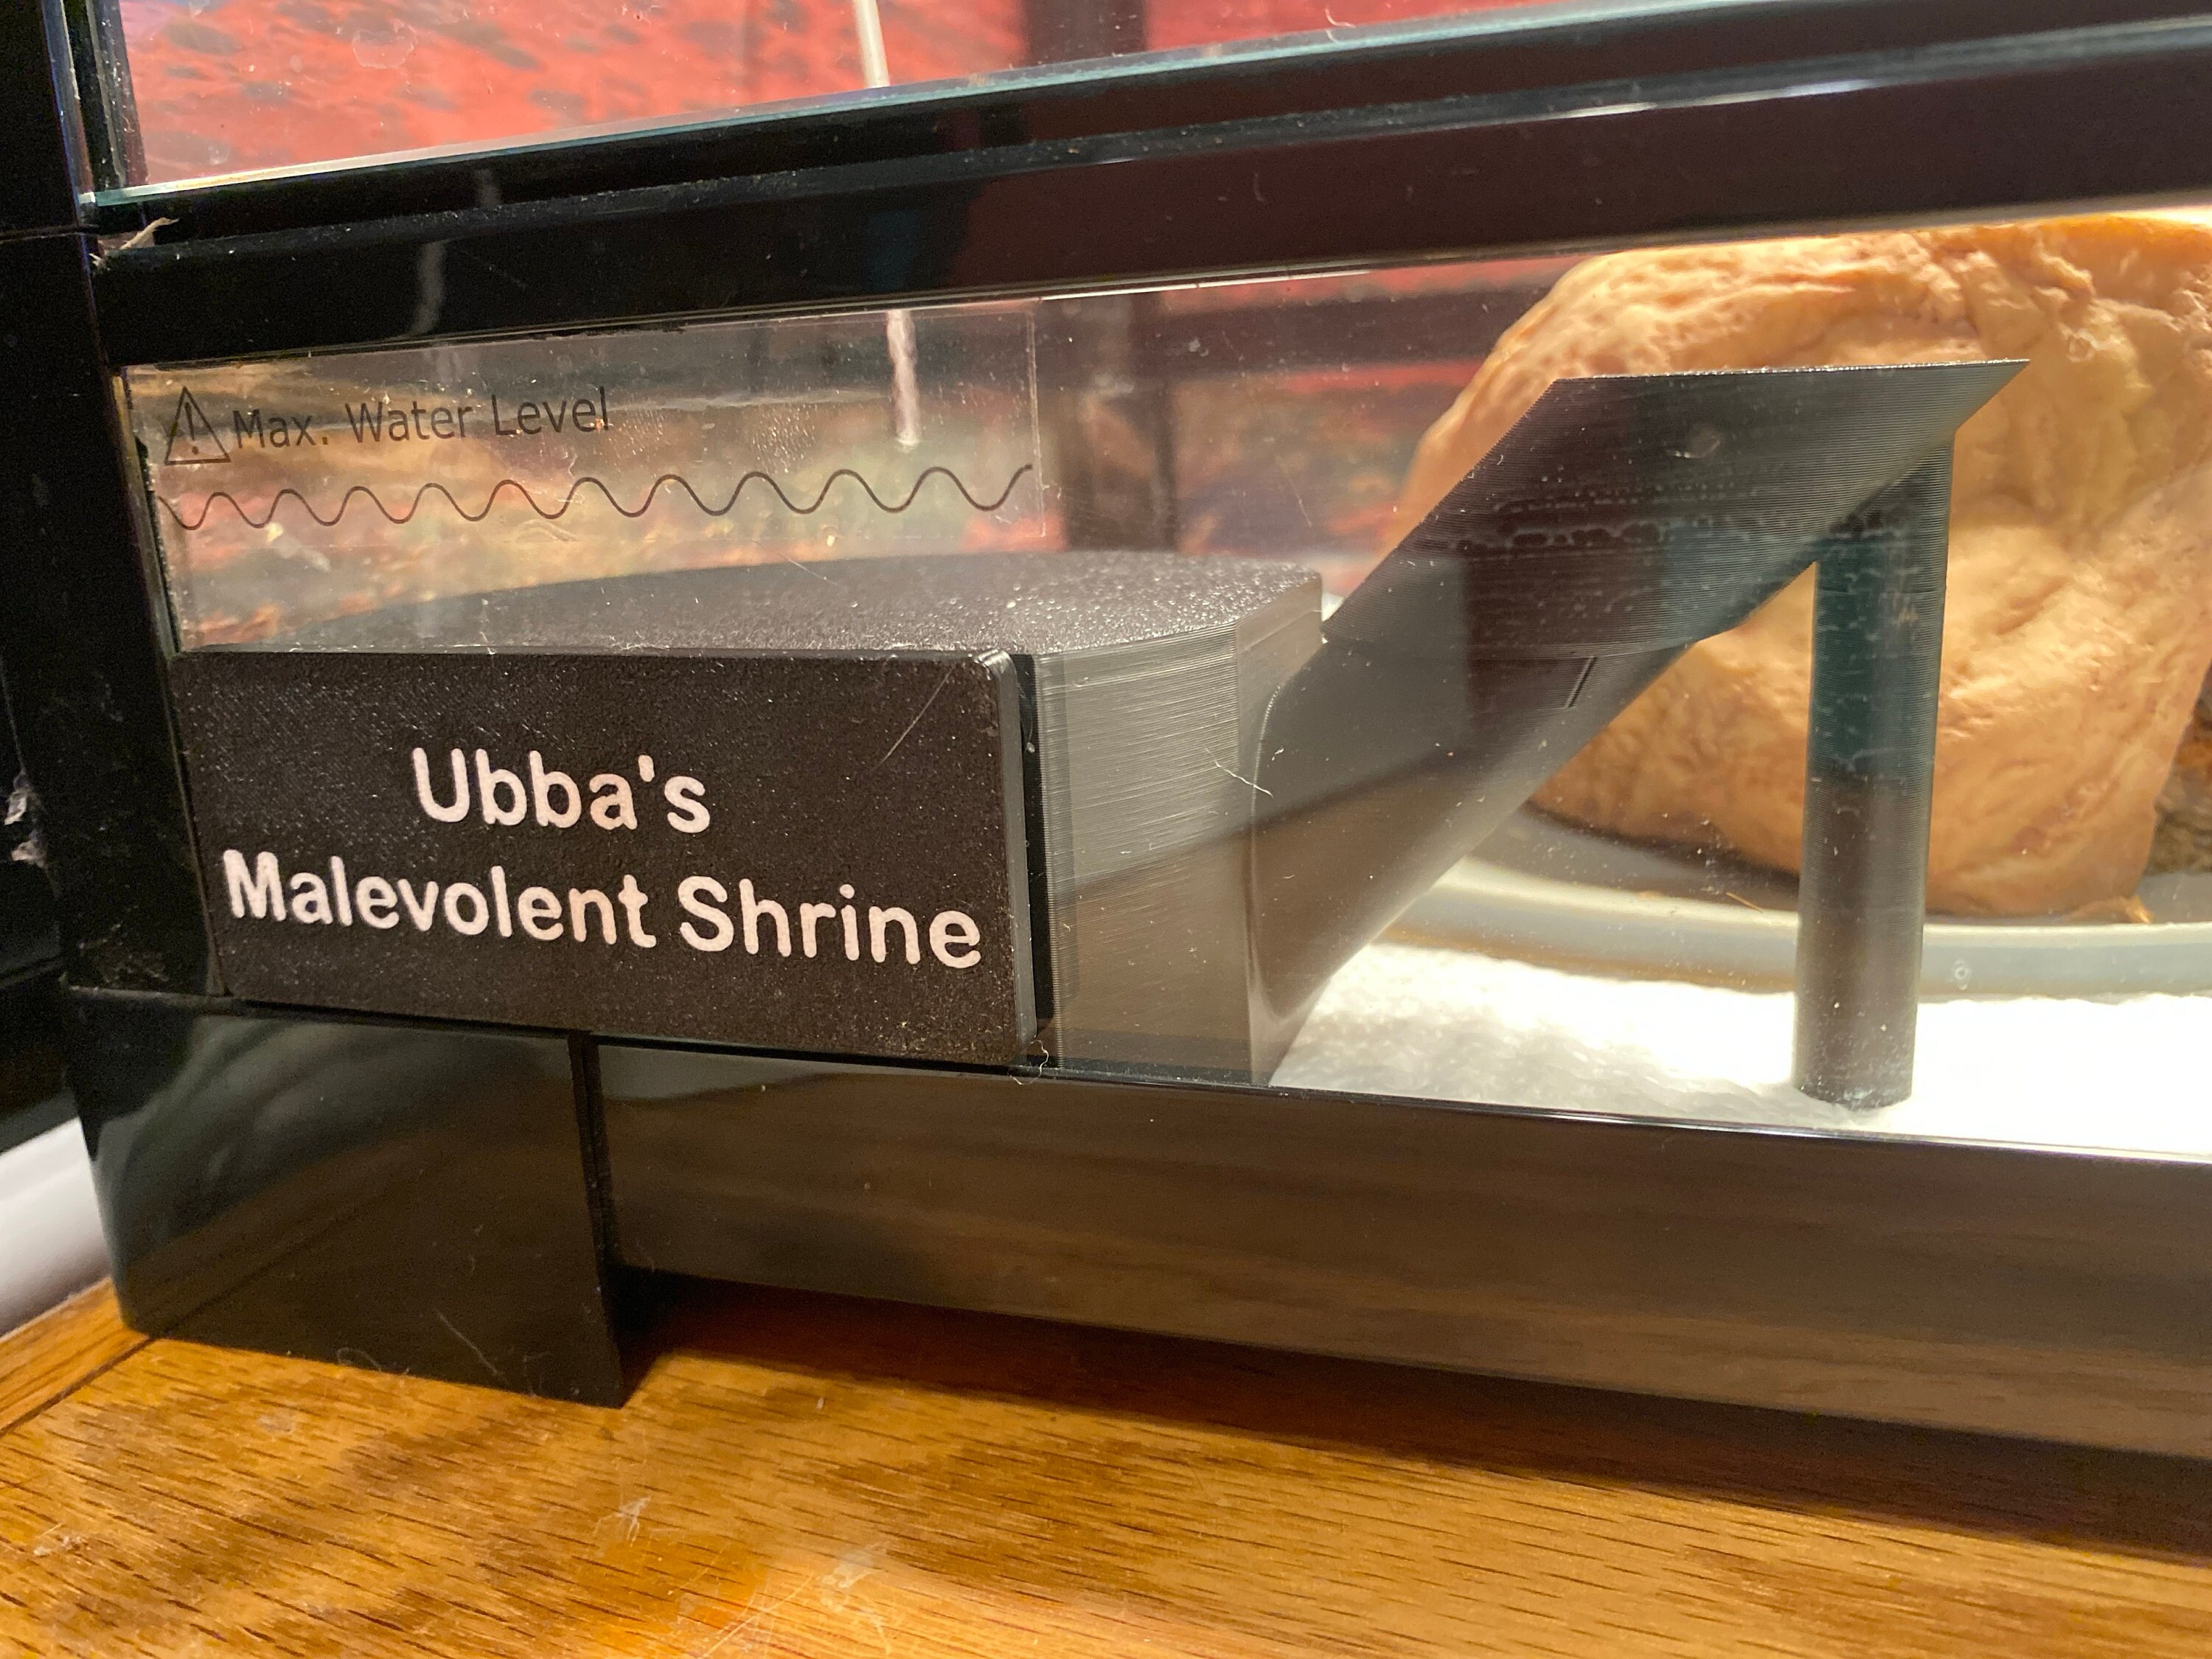 Max. Water Level
Ubba's
Malevolent Shrine